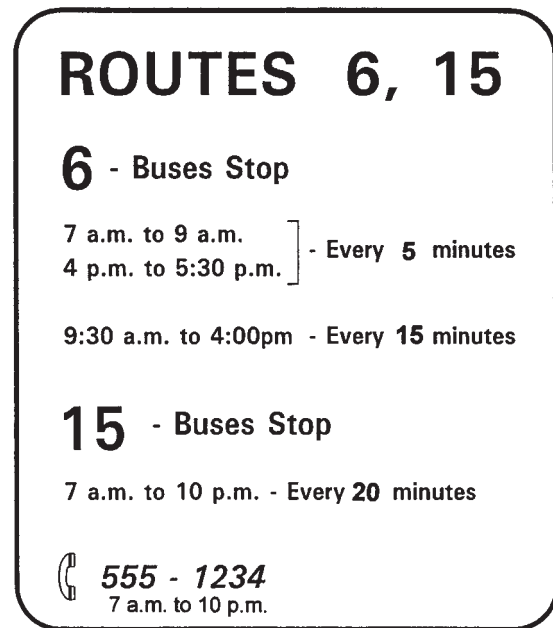 ROUTES 6, 15
6 - Buses Stop
7 a.m. to 9 a.m.
4 p.m. to 5:30 p.m. - Every 5 minutes
9:30 a.m. to 4:00pm - Every 15 minutes
15 - Buses Stop
7 a.m. to 10 p.m. - Every 20 minutes
555 - 1234
7 a.m. to 10 p.m.